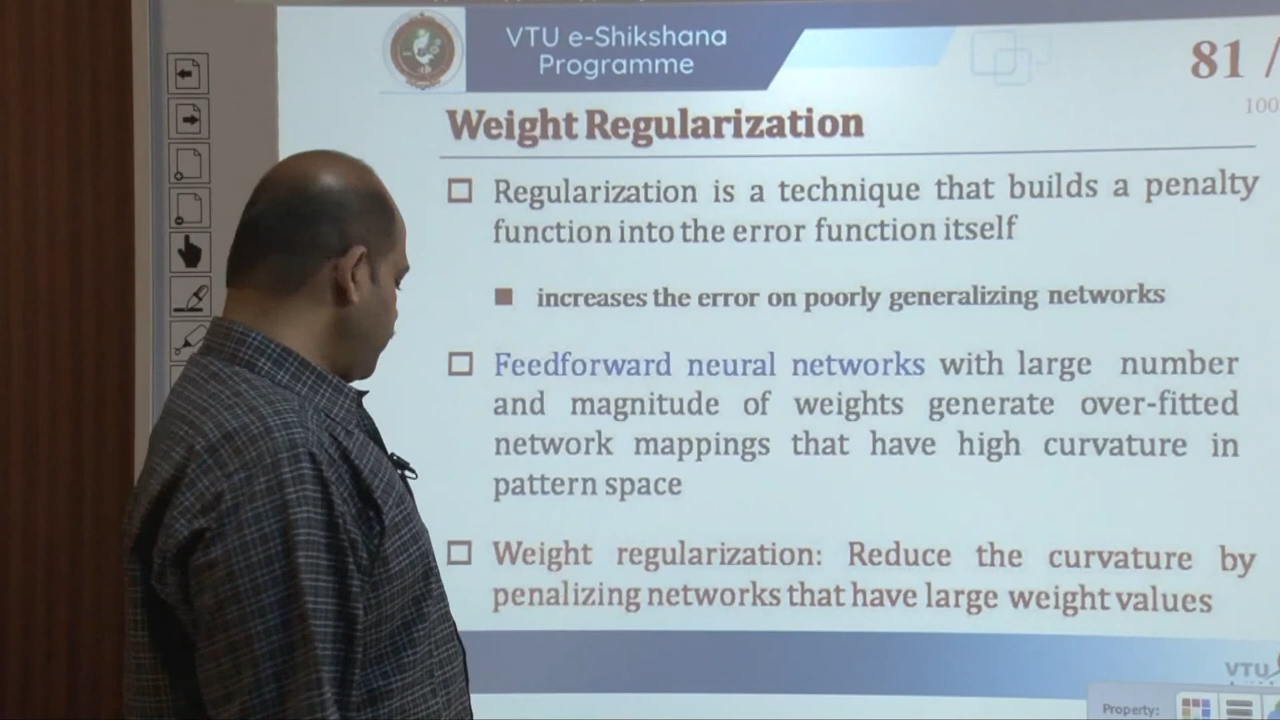 VTU e-Shikshana
Programme
81 /
100
Weight Regularization
Regularization is a technique that builds a penalty
function into the error function itself
increases the error on poorly generalizing networks
Feedforward neural networks with large number
and magnitude of weights generate over-fitted
network mappings that have high curvature in
pattern space
Weight regularization: Reduce the curvature by
penalizing networks that have large weight values
VTU
Property: